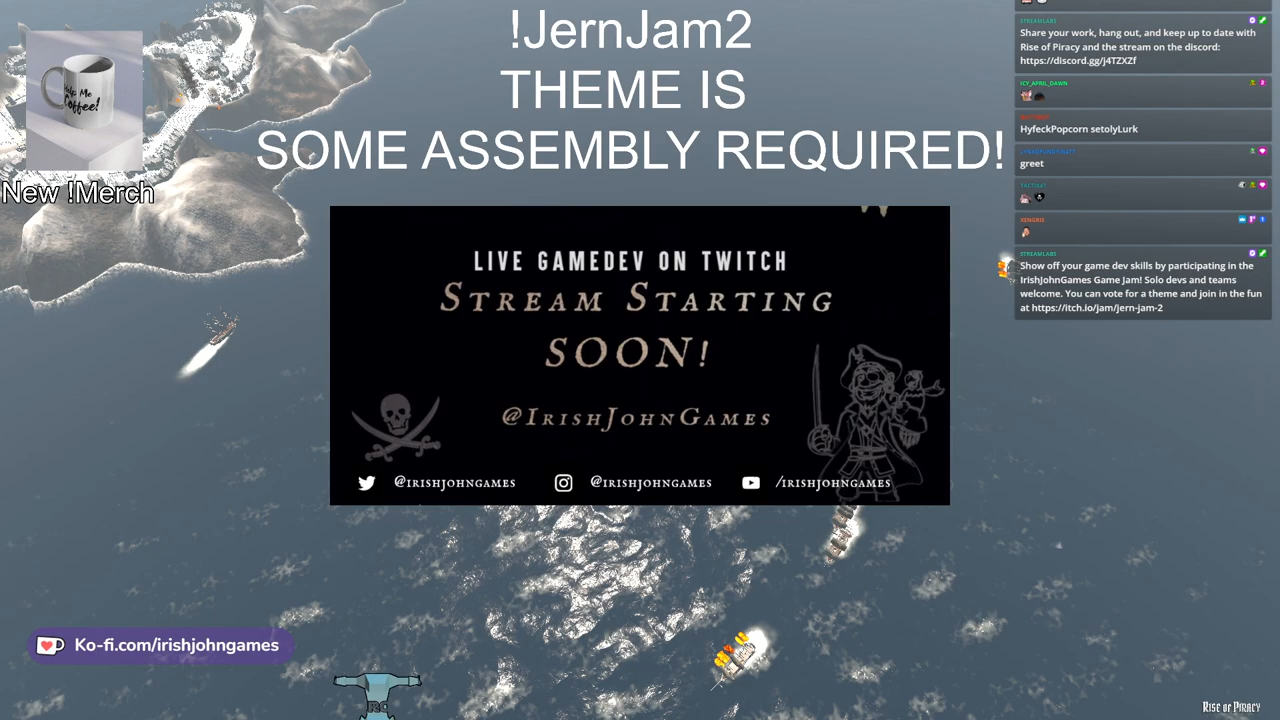 !JernJam2
THEME IS
SOME ASSEMBLY REQUIRED!
Help Me
Coffee!
New !Merch
LIVE GAMEDEV ON TWITCH
STREAM STARTING
SOON!
@IRISHJOHNGAMES
@IRISHJOHNGAMES
@IRISHJOHNGAMES
/IRISHJOHNGAMES
Ko-fi.com/irishjohngames
STREAMLABS
Share your work, hang out, and keep up to date with
Rise of Piracy and the stream on the discord:
https://discord.gg/j4TZXZf
ICY_APRIL_DAWN
HyfeckPopcorn setolyLurk
greet
XENGRIS
STREAMLABS
Show off your game dev skills by participating in the
IrishJohnGames Game Jam! Solo devs and teams
welcome. You can vote for a theme and join in the fun
at https://itch.io/jam/jern-jam-2
RISE OF PIRACY